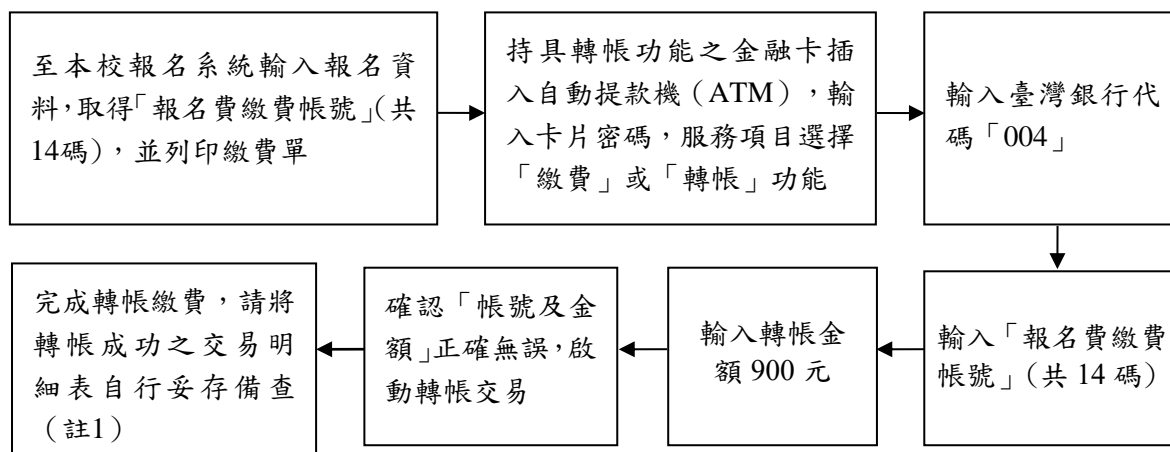 至本校報名系統輸入報名資
料，取得「報名費繳費帳號」(共
14碼)，並列印繳費單
持具轉帳功能之金融卡插
入自動提款機（ATM），輸
入卡片密碼，服務項目選擇
「繳費」或「轉帳」功能
輸入臺灣銀行代
碼「004」
輸入「報名費繳費
帳號」(共 14 碼)
輸入轉帳金
額 900 元
確認「帳號及金
額」正確無誤，啟
動轉帳交易
完成轉帳繳費，請將
轉帳成功之交易明
細表自行妥存備查
（註1）